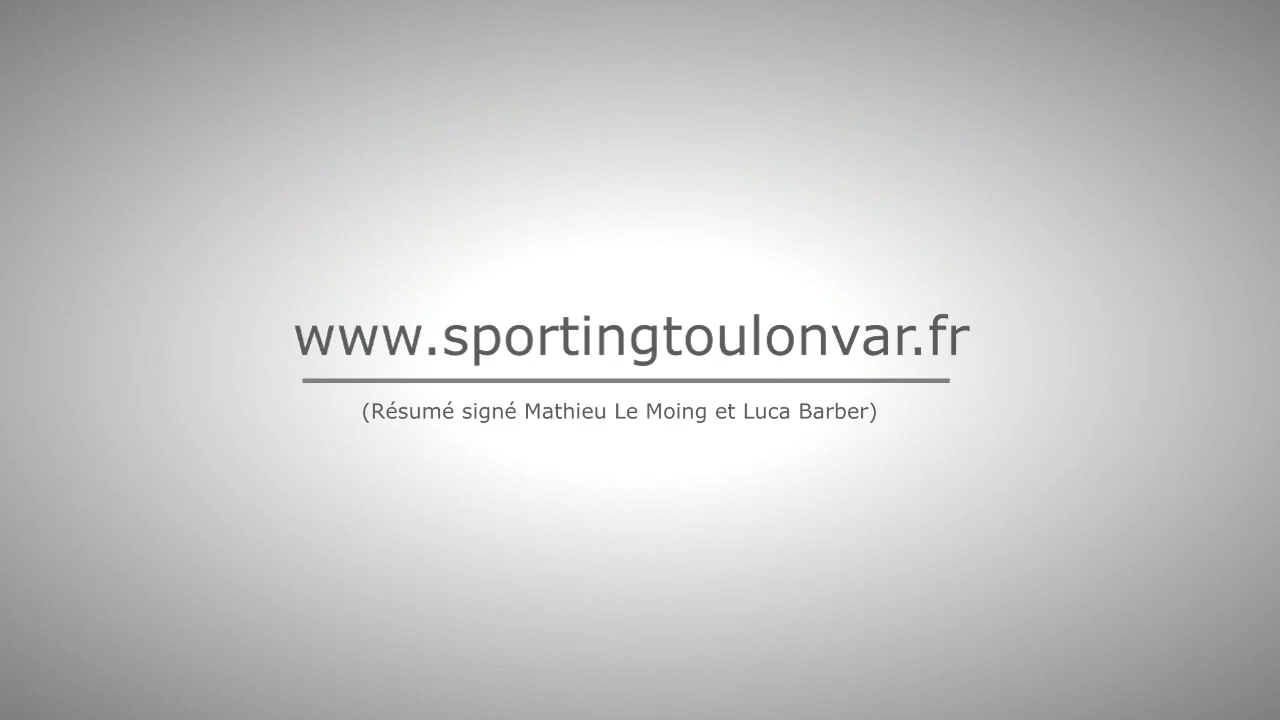 www.sportingtoulonvar.fr
(Résumé signé Mathieu Le Moing et Luca Barber)